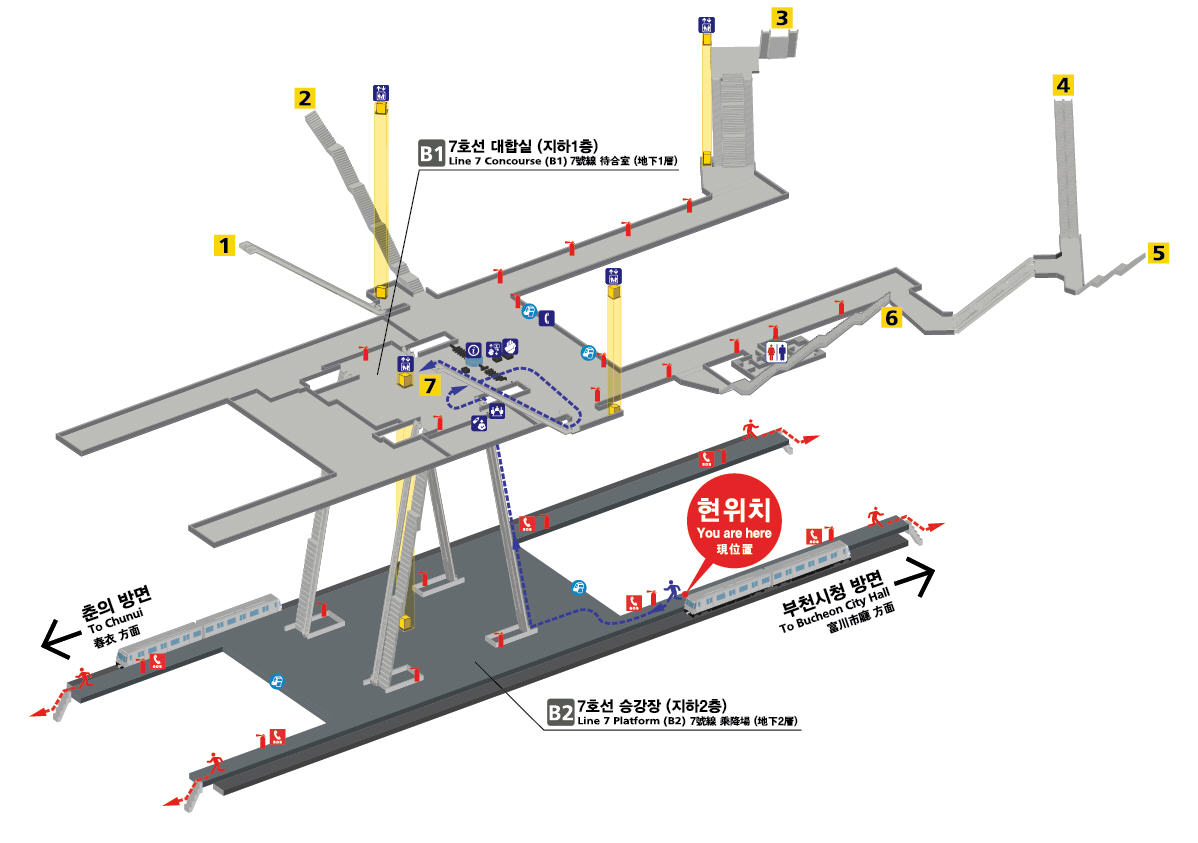 3
2
4
B1
7호선 대합실 (지하1층)
Line 7 Concourse (B1) 7號線 待合室 (地下1層)
1
5
6
7
현위치
You are here
現位置
춘의 방면
To Chunui
春衣 方面
부천시청 방면
To Bucheon City Hall
富川市廳 方面
B2
7호선 승강장 (지하2층)
Line 7 Platform (B2) 7號線 乘降場 (地下2層)